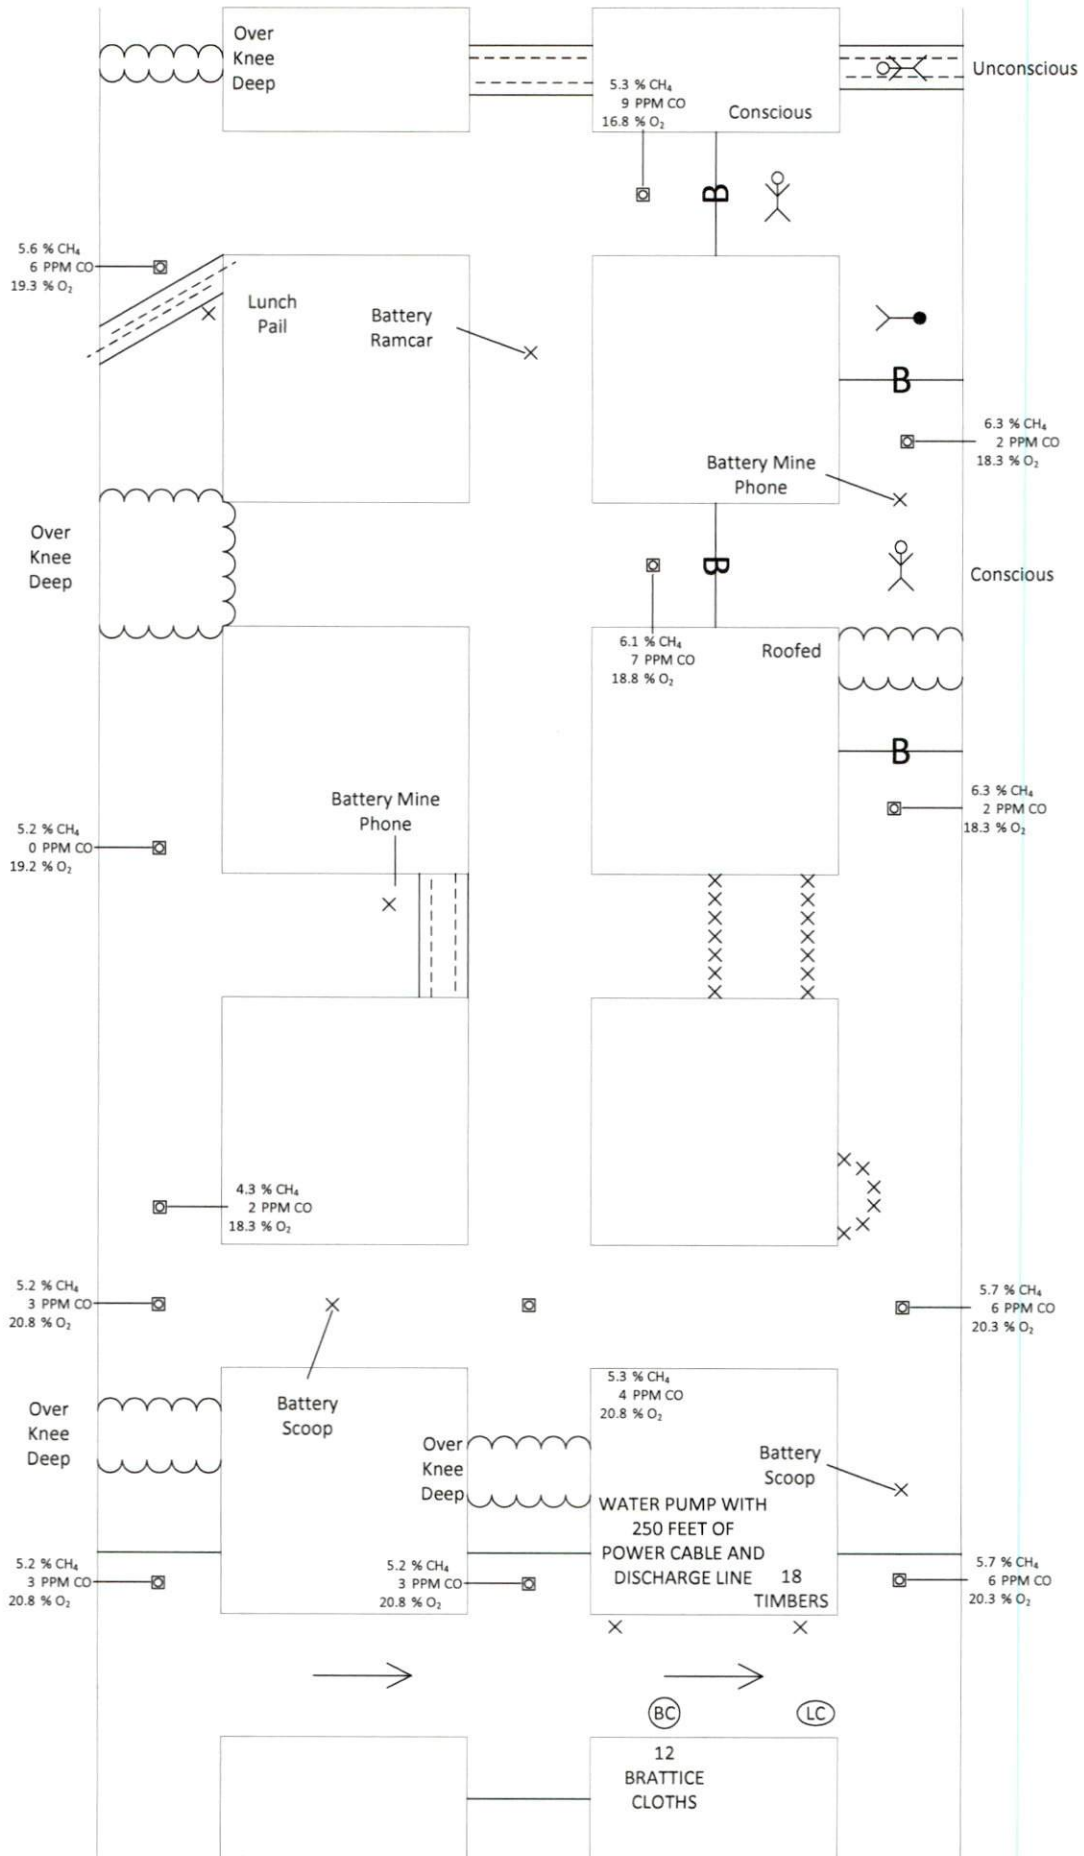 Over
Knee
Deep
Unconscious
5.3 % CH₄
9 PPM CO
16.8 % O₂
Conscious
B
5.6 % CH₄
6 PPM CO
19.3 % O₂
Lunch
Pail
Battery
Ramcar
B
6.3 % CH₄
2 PPM CO
18.3 % O₂
Battery Mine
Phone
Over
Knee
Deep
B
Conscious
6.1 % CH₄
7 PPM CO
18.8 % O₂
Roofed
B
6.3 % CH₄
2 PPM CO
18.3 % O₂
Battery Mine
Phone
5.2 % CH₄
0 PPM CO
19.2 % O₂
4.3 % CH₄
2 PPM CO
18.3 % O₂
5.2 % CH₄
3 PPM CO
20.8 % O₂
5.7 % CH₄
6 PPM CO
20.3 % O₂
Battery
Scoop
5.3 % CH₄
4 PPM CO
20.8 % O₂
Over
Knee
Deep
Over
Knee
Deep
Battery
Scoop
WATER PUMP WITH
250 FEET OF
POWER CABLE AND
DISCHARGE LINE
18
TIMBERS
5.2 % CH₄
3 PPM CO
20.8 % O₂
5.2 % CH₄
3 PPM CO
20.8 % O₂
5.7 % CH₄
6 PPM CO
20.3 % O₂
BC
LC
12
BRATTICE
CLOTHS